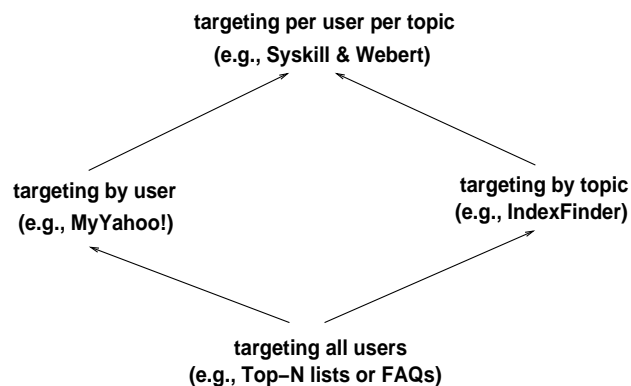 targeting per user per topic
(e.g., Syskill & Webert)
targeting by user
(e.g., MyYahoo!)
targeting by topic
(e.g., IndexFinder)
targeting all users
(e.g., Top−N lists or FAQs)